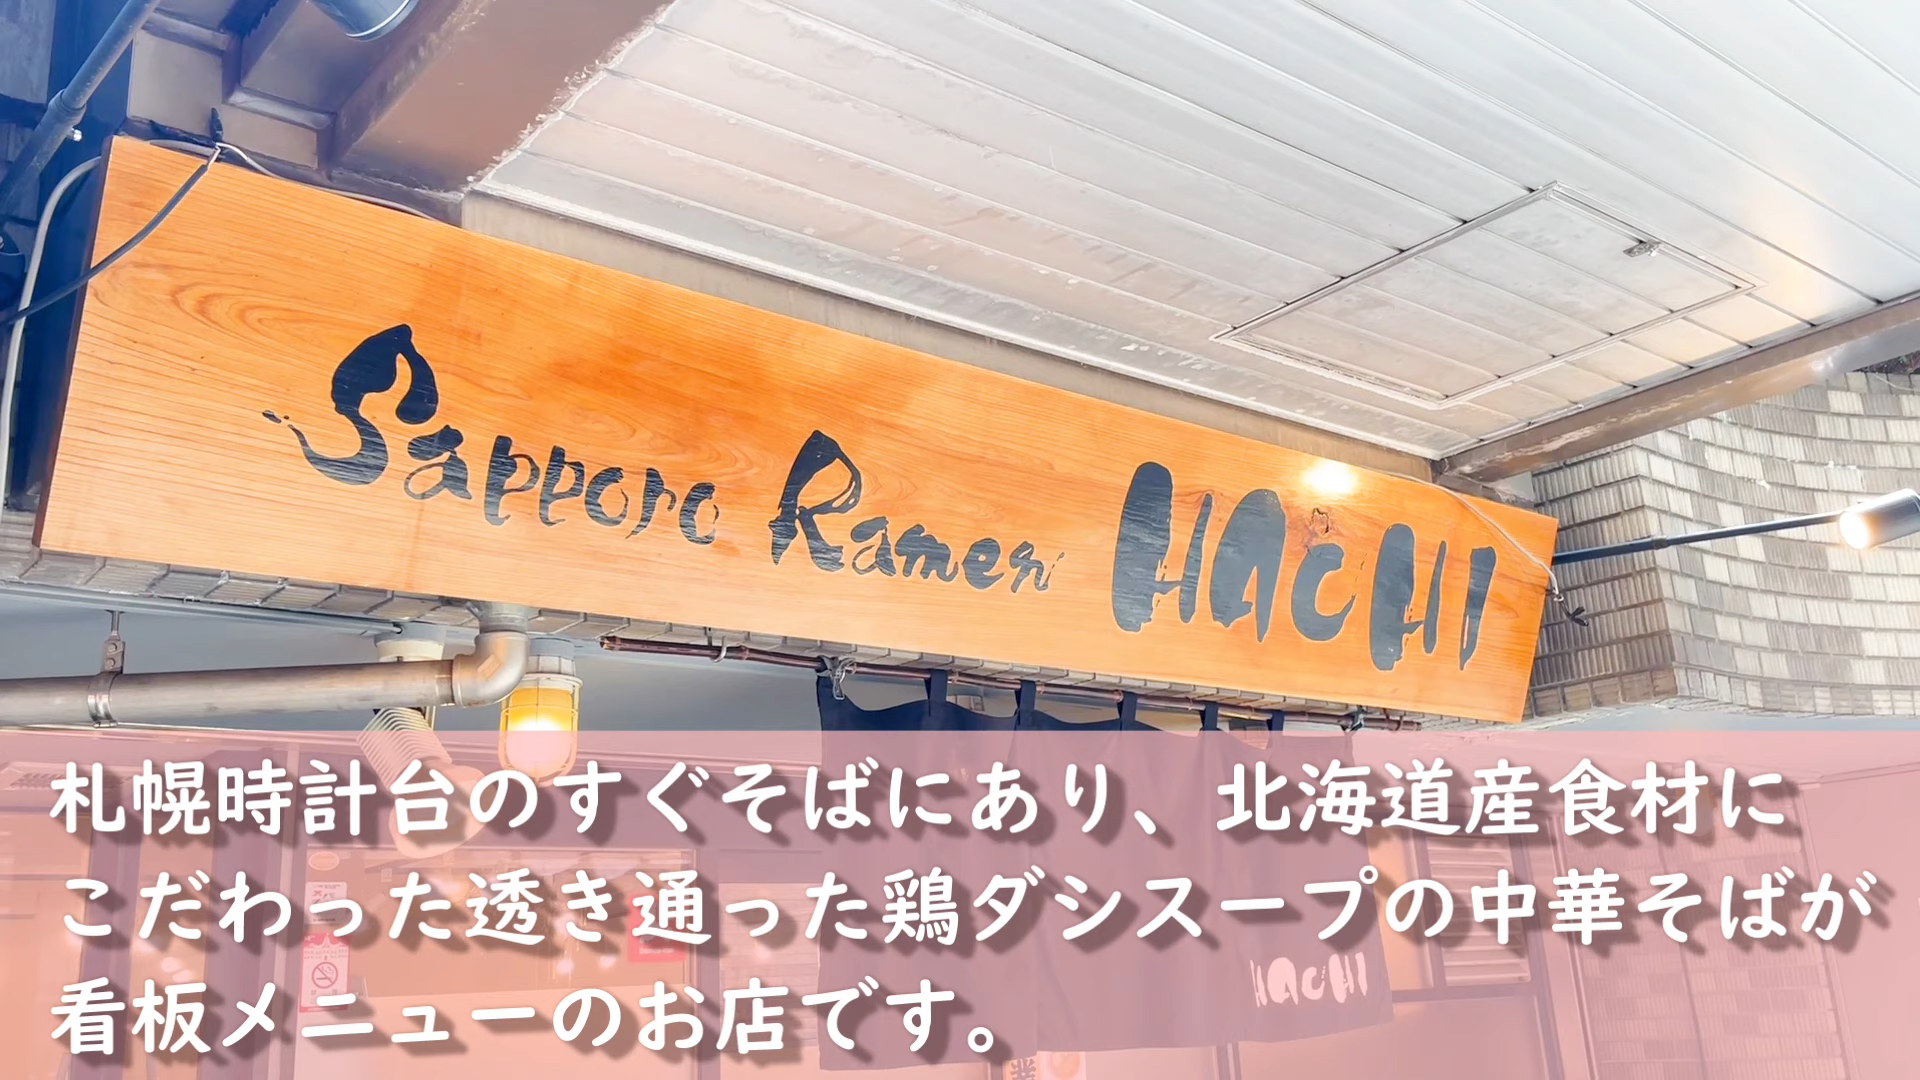 Sapporo Ramen HACHI
札幌時計台のすぐそばにあり、北海道産食材に
こだわった透き通った鶏ダシスープの中華そばが
看板メニューのお店です。
HACHI